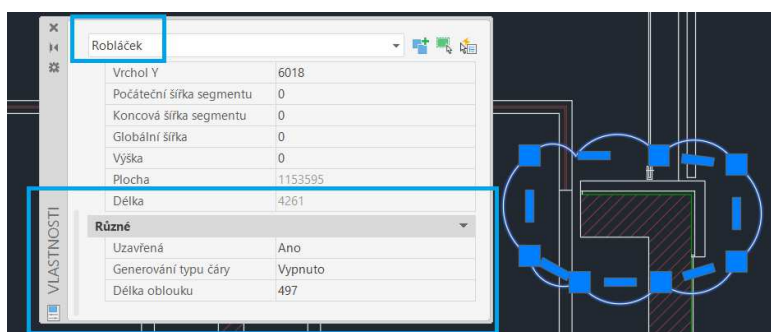 Robláček
Vrchol Y 6018
Počáteční šířka segmentu 0
Koncová šířka segmentu 0
Globální šířka 0
Výška 0
Plocha 1153595
Délka 4261
Různé
Uzavřená Ano
Generování typu čáry Vypnuto
Délka oblouku 497
VLASTNOSTI